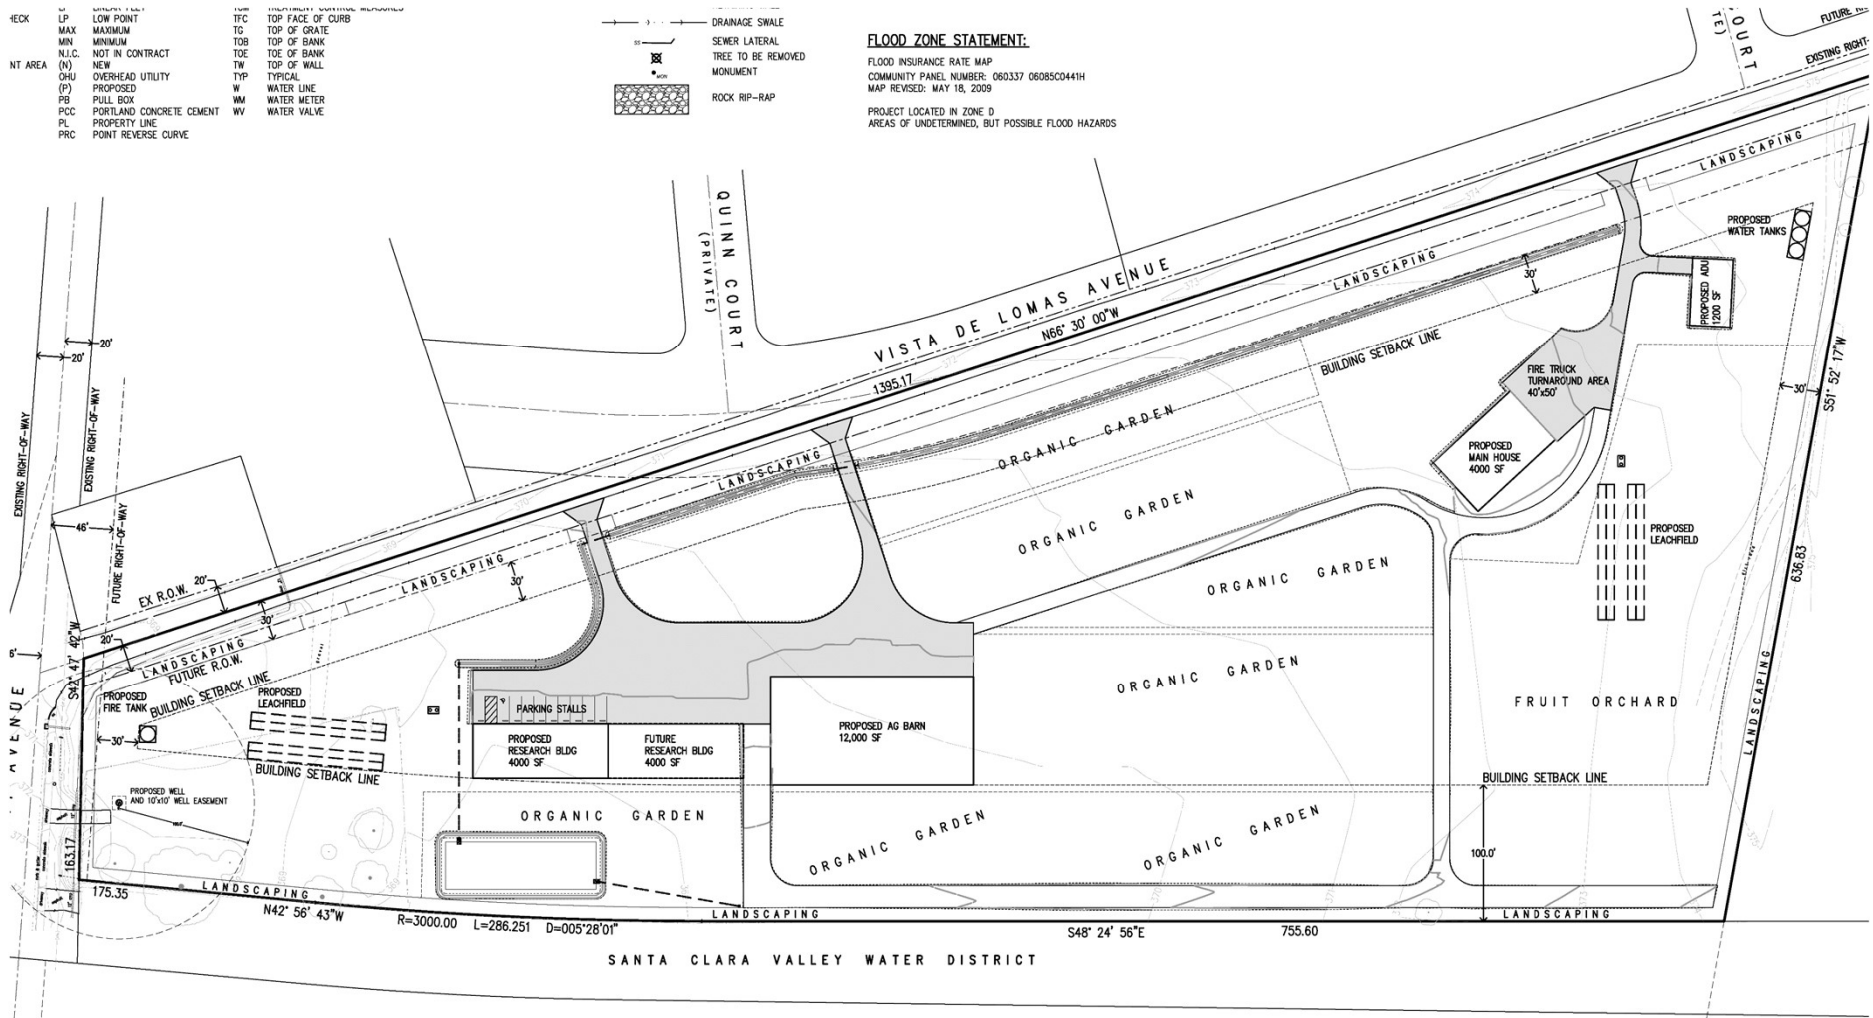 LP LOW POINT
MAX MAXIMUM
MIN MINIMUM
N.I.C. NOT IN CONTRACT
NT AREA (N) NEW
OHU OVERHEAD UTILITY
(P) PROPOSED
PB PULL BOX
PCC PORTLAND CONCRETE CEMENT
PL PROPERTY LINE
PRC POINT REVERSE CURVE
TFC TOP FACE OF CURB
TG TOP OF GRATE
TOB TOP OF BANK
TOE TOE OF BANK
TW TOP OF WALL
TYP TYPICAL
W WATER LINE
WM WATER METER
WV WATER VALVE
DRAINAGE SWALE
SS SEWER LATERAL
TREE TO BE REMOVED
MON MONUMENT
ROCK RIP-RAP
FLOOD ZONE STATEMENT:
FLOOD INSURANCE RATE MAP
COMMUNITY PANEL NUMBER: 060337 06085C0441H
MAP REVISED: MAY 18, 2009
PROJECT LOCATED IN ZONE D
AREAS OF UNDETERMINED, BUT POSSIBLE FLOOD HAZARDS
COURT
EXISTING RIGHT-
LANDSCAPING
PROPOSED
WATER TANKS
QUINN COURT
(PRIVATE)
VISTA DE LOMAS AVENUE
N66° 30' 00"W
1395.17
LANDSCAPING
30'
BUILDING SETBACK LINE
PROPOSED ADU
1200 SF
FIRE TRUCK
TURNAROUND AREA
40'x50'
30'
S51° 52' 17"W
636.83
20'
20'
EXISTING RIGHT-OF-WAY
EXISTING RIGHT-OF-WAY
46'
FUTURE RIGHT-OF-WAY
ORGANIC GARDEN
LANDSCAPING
ORGANIC GARDEN
PROPOSED
MAIN HOUSE
4000 SF
PROPOSED
LEACHFIELD
EX R.O.W.
20'
LANDSCAPING
30'
30'
20'
LANDSCAPING
FUTURE R.O.W.
BUILDING SETBACK LINE
ORGANIC GARDEN
ORGANIC GARDEN
FRUIT ORCHARD
LANDSCAPING
S42° 47' 42"W
163.17
AVENUE
PROPOSED
FIRE TANK
30'
PROPOSED
LEACHFIELD
BUILDING SETBACK LINE
PARKING STALLS
PROPOSED
RESEARCH BLDG
4000 SF
FUTURE
RESEARCH BLDG
4000 SF
PROPOSED AG BARN
12,000 SF
BUILDING SETBACK LINE
PROPOSED WELL
AND 10'x10' WELL EASEMENT
ORGANIC GARDEN
ORGANIC GARDEN
ORGANIC GARDEN
100.0'
175.35
LANDSCAPING
N42° 56' 43"W
R=3000.00 L=286.251 D=005°28'01"
LANDSCAPING
S48° 24' 56"E
755.60
LANDSCAPING
SANTA CLARA VALLEY WATER DISTRICT